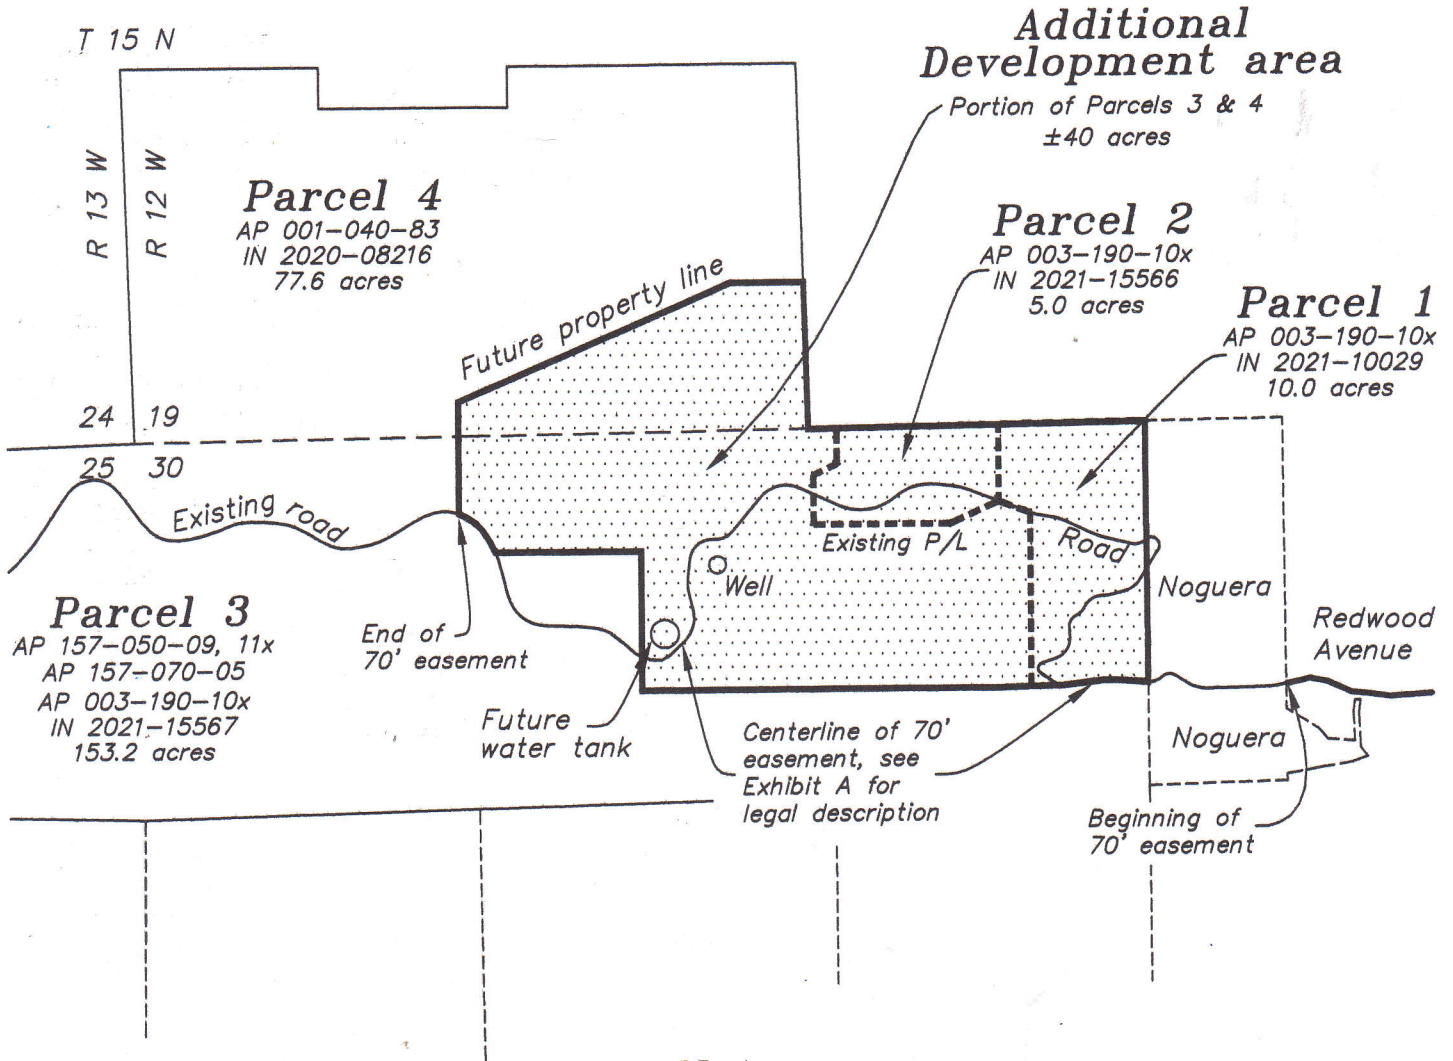 T 15 N
Additional
Development area
Portion of Parcels 3 & 4
±40 acres
R 13 W
R 12 W
Parcel 4
AP 001-040-83
IN 2020-08216
77.6 acres
Parcel 2
AP 003-190-10x
IN 2021-15566
5.0 acres
Parcel 1
AP 003-190-10x
IN 2021-10029
10.0 acres
Future property line
24 19
25 30
Existing road
Existing P/L
Road
Well
Noguera
Redwood
Avenue
Parcel 3
AP 157-050-09, 11x
AP 157-070-05
AP 003-190-10x
IN 2021-15567
153.2 acres
End of
70' easement
Future
water tank
Centerline of 70'
easement, see
Exhibit A for
legal description
Noguera
Beginning of
70' easement